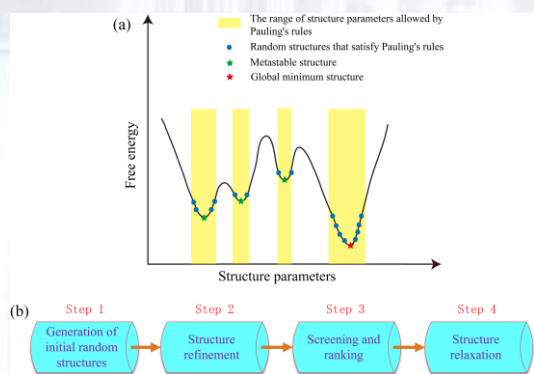 (a)
The range of structure parameters allowed by
Pauling's rules
Random structures that satisfy Pauling's rules
Metastable structure
Global minimum structure
Free energy
Structure parameters
(b)
Step 1
Step 2
Step 3
Step 4
Generation of
initial random
structures
Structure
refinement
Screening and
ranking
Structure
relaxation